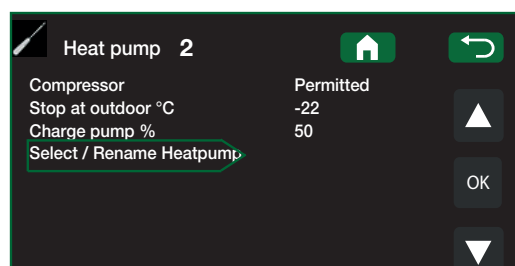 Heat pump 2
Compressor Permitted
Stop at outdoor °C -22
Charge pump % 50
Select / Rename Heatpump
OK